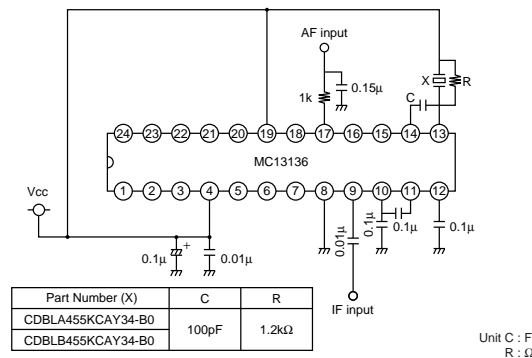 AF input
0.15μ
1k
X
R
C
24 23 22 21 20 19 18 17 16 15 14 13
MC13136
1 2 3 4 5 6 7 8 9 10 11 12
Vcc
0.1μ
+
0.01μ
0.01μ
0.1μ
0.1μ
0.1μ
IF input
Part Number (X) C R
CDBLA455KCAY34-B0 100pF 1.2kΩ
CDBLB455KCAY34-B0
Unit C : F
R : Ω